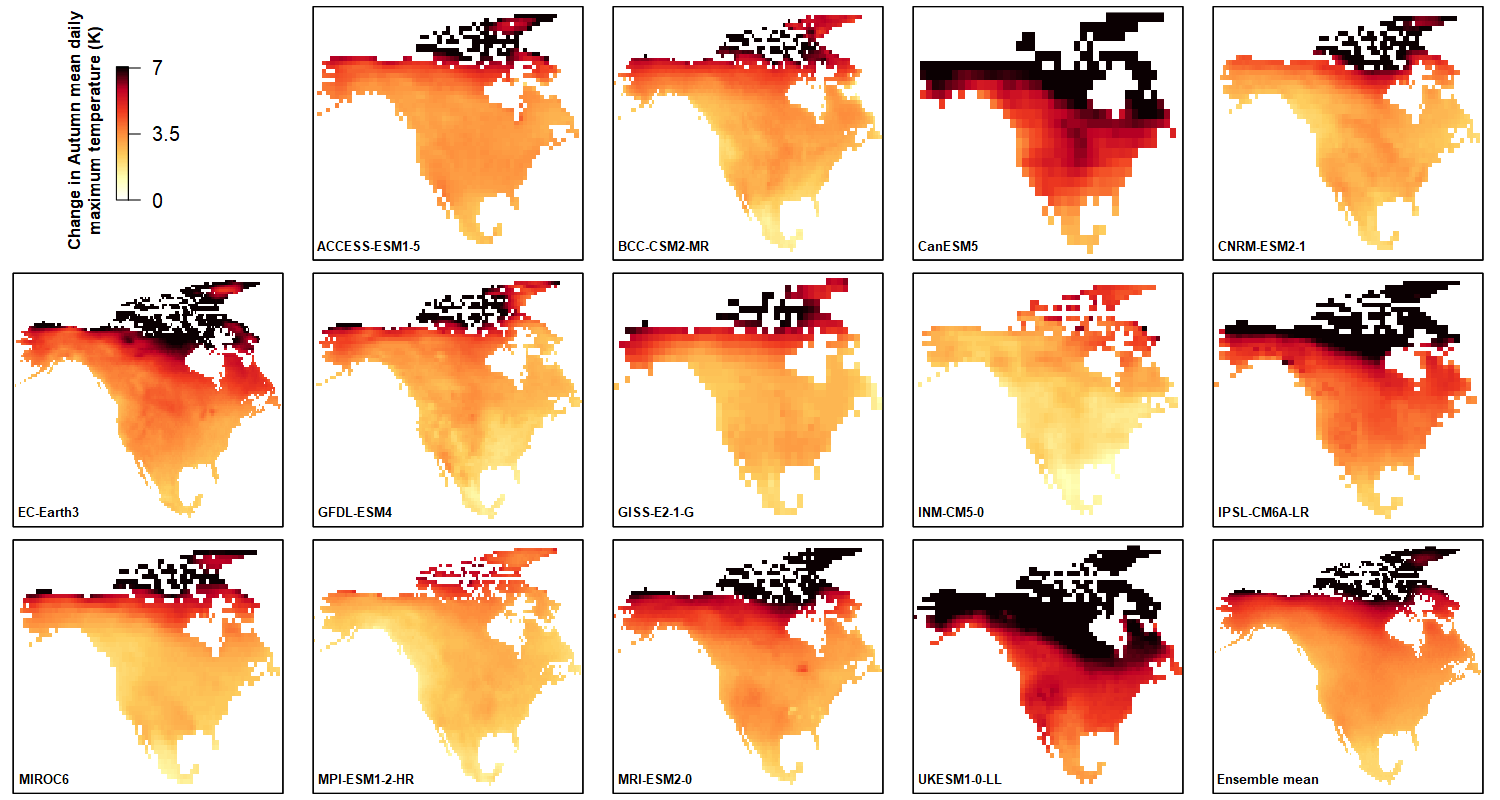 Change in Autumn mean daily
maximum temperature (K)
7
3.5
0
ACCESS-ESM1-5
BCC-CSM2-MR
CanESM5
CNRM-ESM2-1
EC-Earth3
GFDL-ESM4
GISS-E2-1-G
INM-CM5-0
IPSL-CM6A-LR
MIROC6
MPI-ESM1-2-HR
MRI-ESM2-0
UKESM1-0-LL
Ensemble mean